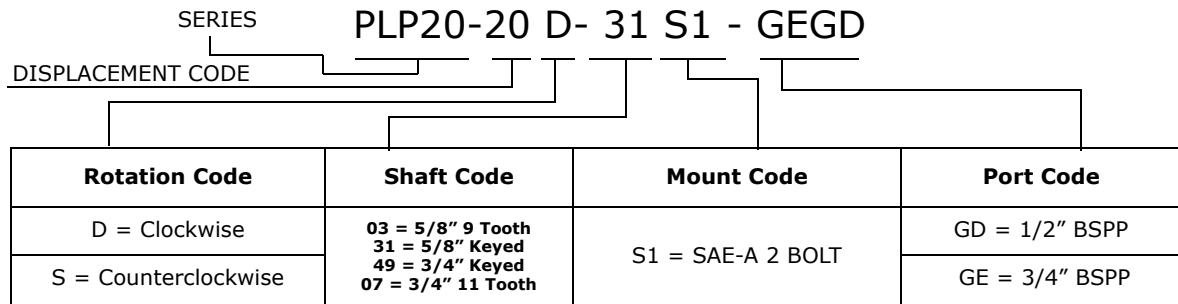 SERIES
PLP20-20 D- 31 S1 - GEGD
DISPLACEMENT CODE
Rotation Code
Shaft Code
Mount Code
Port Code
D = Clockwise
S = Counterclockwise
03 = 5/8″ 9 Tooth
31 = 5/8″ Keyed
49 = 3/4″ Keyed
07 = 3/4″ 11 Tooth
S1 = SAE-A 2 BOLT
GD = 1/2″ BSPP
GE = 3/4″ BSPP